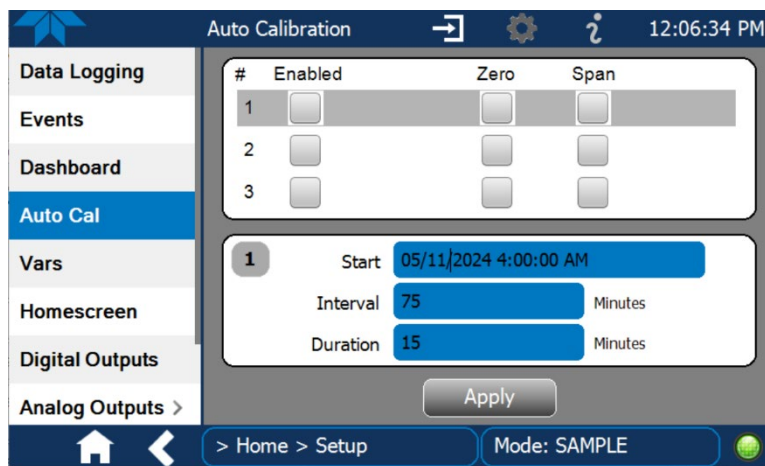 Auto Calibration 12:06:34 PM
Data Logging
Events
Dashboard
Auto Cal
Vars
Homescreen
Digital Outputs
Analog Outputs >
# Enabled Zero Span
1
2
3
1 Start 05/11/2024 4:00:00 AM
Interval 75 Minutes
Duration 15 Minutes
Apply
> Home > Setup Mode: SAMPLE